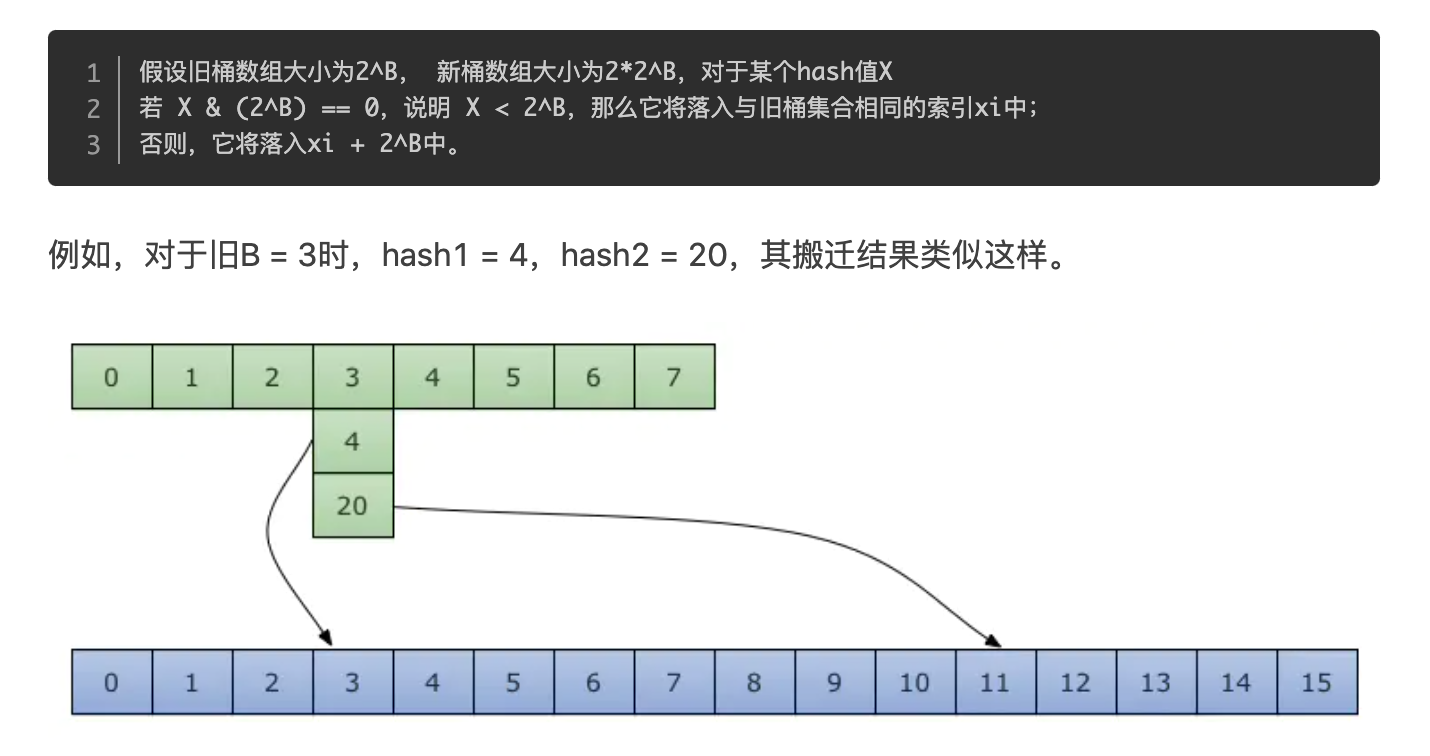 1 假设旧桶数组大小为2^B， 新桶数组大小为2*2^B，对于某个hash值X
2 若 X & (2^B) == 0，说明 X < 2^B，那么它将落入与旧桶集合相同的索引xi中；
3 否则，它将落入xi + 2^B中。
例如，对于旧B = 3时，hash1 = 4，hash2 = 20，其搬迁结果类似这样。
0 1 2 3 4 5 6 7
4
20
0 1 2 3 4 5 6 7 8 9 10 11 12 13 14 15